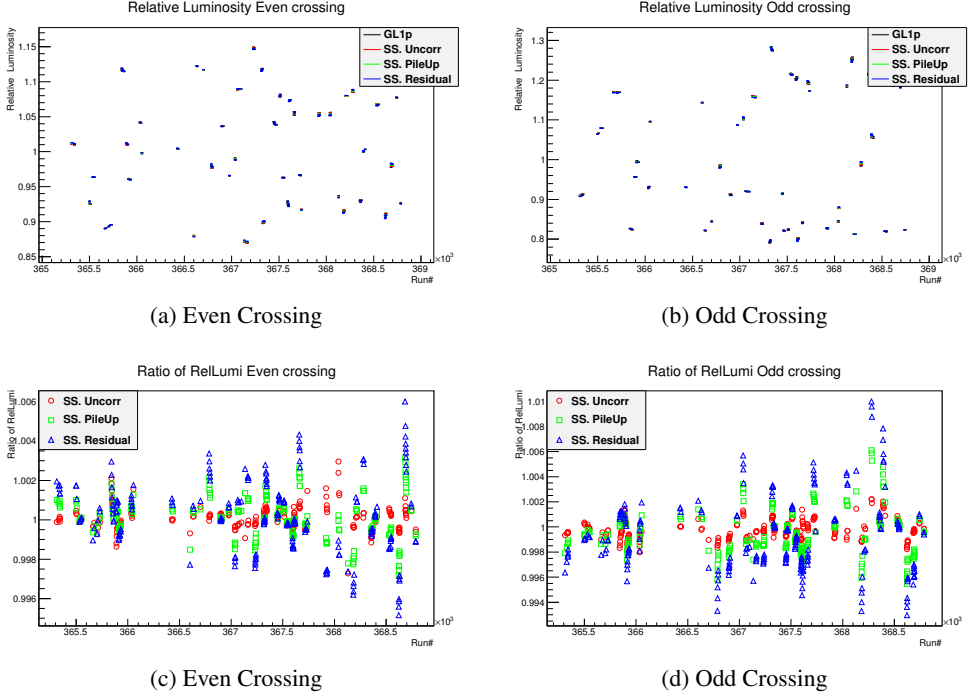 Relative Luminosity Even crossing
Relative Luminosity
GL1p
SS. Uncorr
SS. PileUp
SS. Residual
1.15
1.1
1.05
1
0.95
0.9
0.85
365 365.5 366 366.5 367 367.5 368 368.5 369
×10³
Run#
(a) Even Crossing
Relative Luminosity Odd crossing
Relative Luminosity
GL1p
SS. Uncorr
SS. PileUp
SS. Residual
1.3
1.2
1.1
1
0.9
0.8
365 365.5 366 366.5 367 367.5 368 368.5 369
×10³
Run#
(b) Odd Crossing
Ratio of RelLumi Even crossing
Ratio of RelLumi
SS. Uncorr
SS. PileUp
SS. Residual
1.006
1.004
1.002
1
0.998
0.996
365.5 366 366.5 367 367.5 368 368.5
×10³
Run#
(c) Even Crossing
Ratio of RelLumi Odd crossing
Ratio of RelLumi
SS. Uncorr
SS. PileUp
SS. Residual
1.01
1.008
1.006
1.004
1.002
1
0.998
0.996
0.994
365.5 366 366.5 367 367.5 368 368.5
×10³
Run#
(d) Odd Crossing